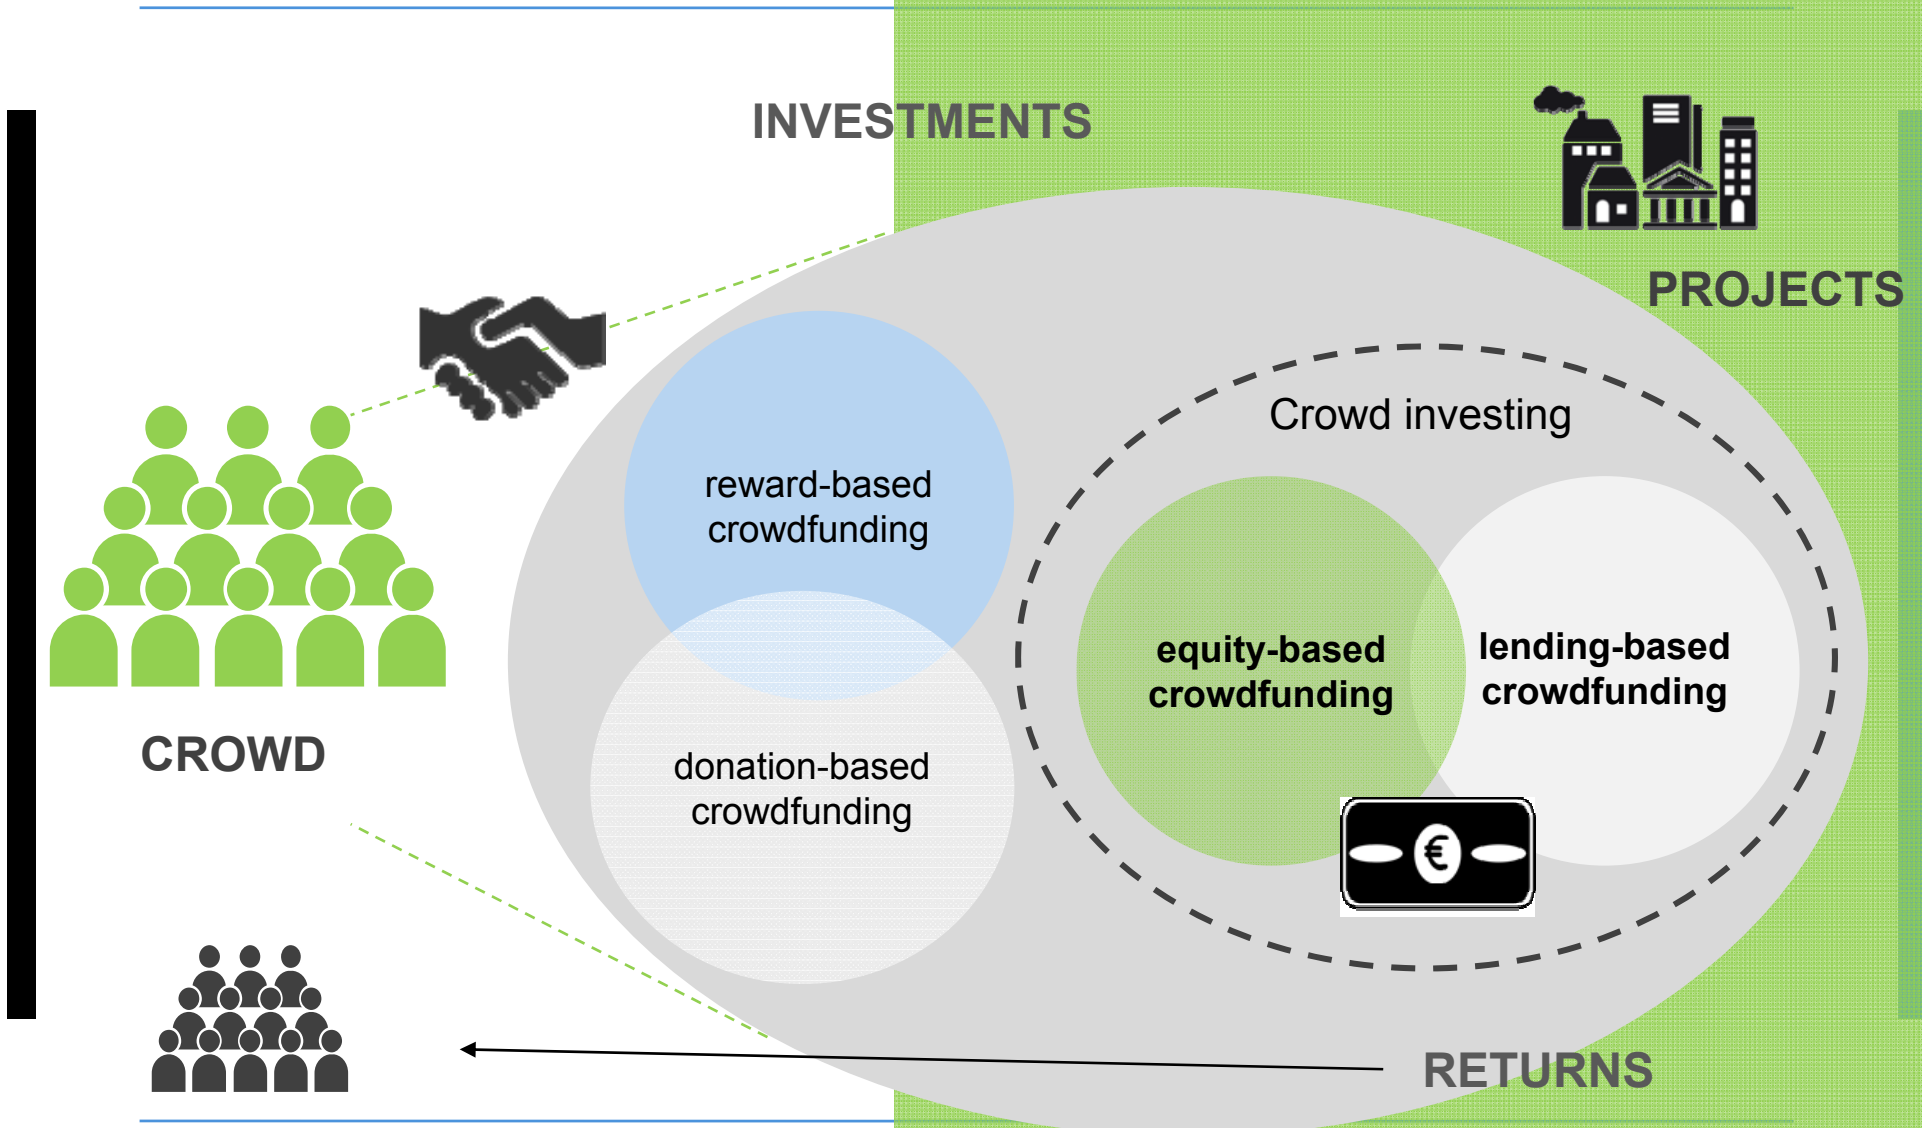 INVESTMENTS
PROJECTS
Crowd investing
reward-based
crowdfunding
equity-based
crowdfunding
lending-based
crowdfunding
CROWD
donation-based
crowdfunding
€
RETURNS